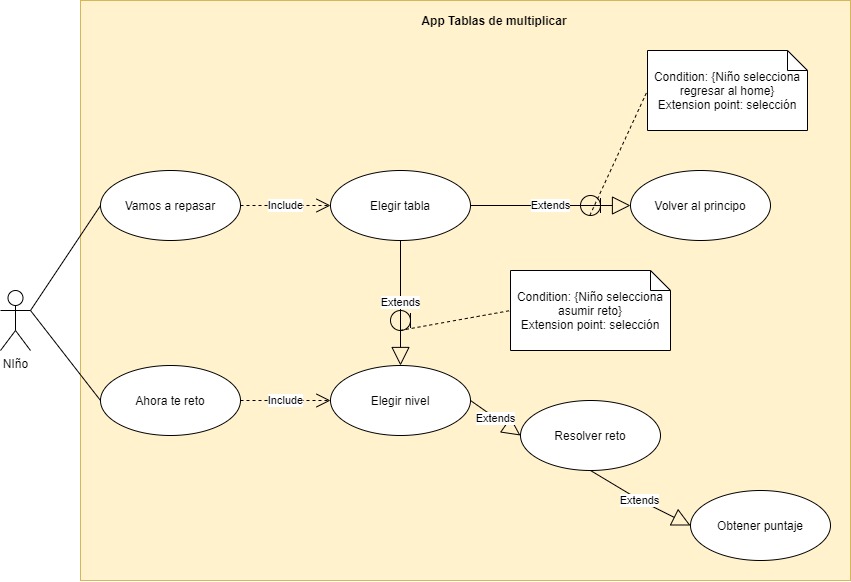 App Tablas de multiplicar
Condition: {Niño selecciona
regresar al home}
Extension point: selección
Vamos a repasar
Include
Elegir tabla
Extends
Volver al principo
Extends
Condition: {Niño selecciona
asumir reto}
Extension point: selección
NIño
Ahora te reto
Include
Elegir nivel
Extends
Resolver reto
Extends
Obtener puntaje